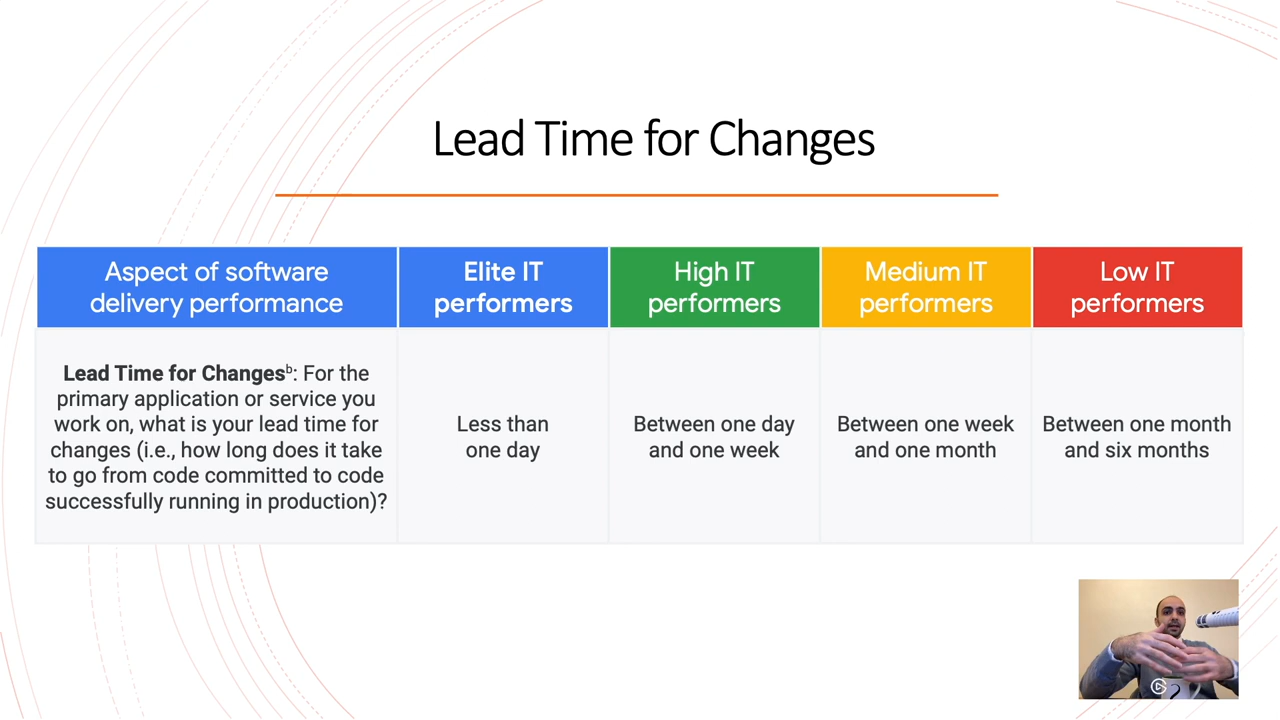 Lead Time for Changes
Aspect of software
delivery performance
Elite IT
performers
High IT
performers
Medium IT
performers
Low IT
performers
Lead Time for Changesᵇ: For the
primary application or service you
work on, what is your lead time for
changes (i.e., how long does it take
to go from code committed to code
successfully running in production)?
Less than
one day
Between one day
and one week
Between one week
and one month
Between one month
and six months